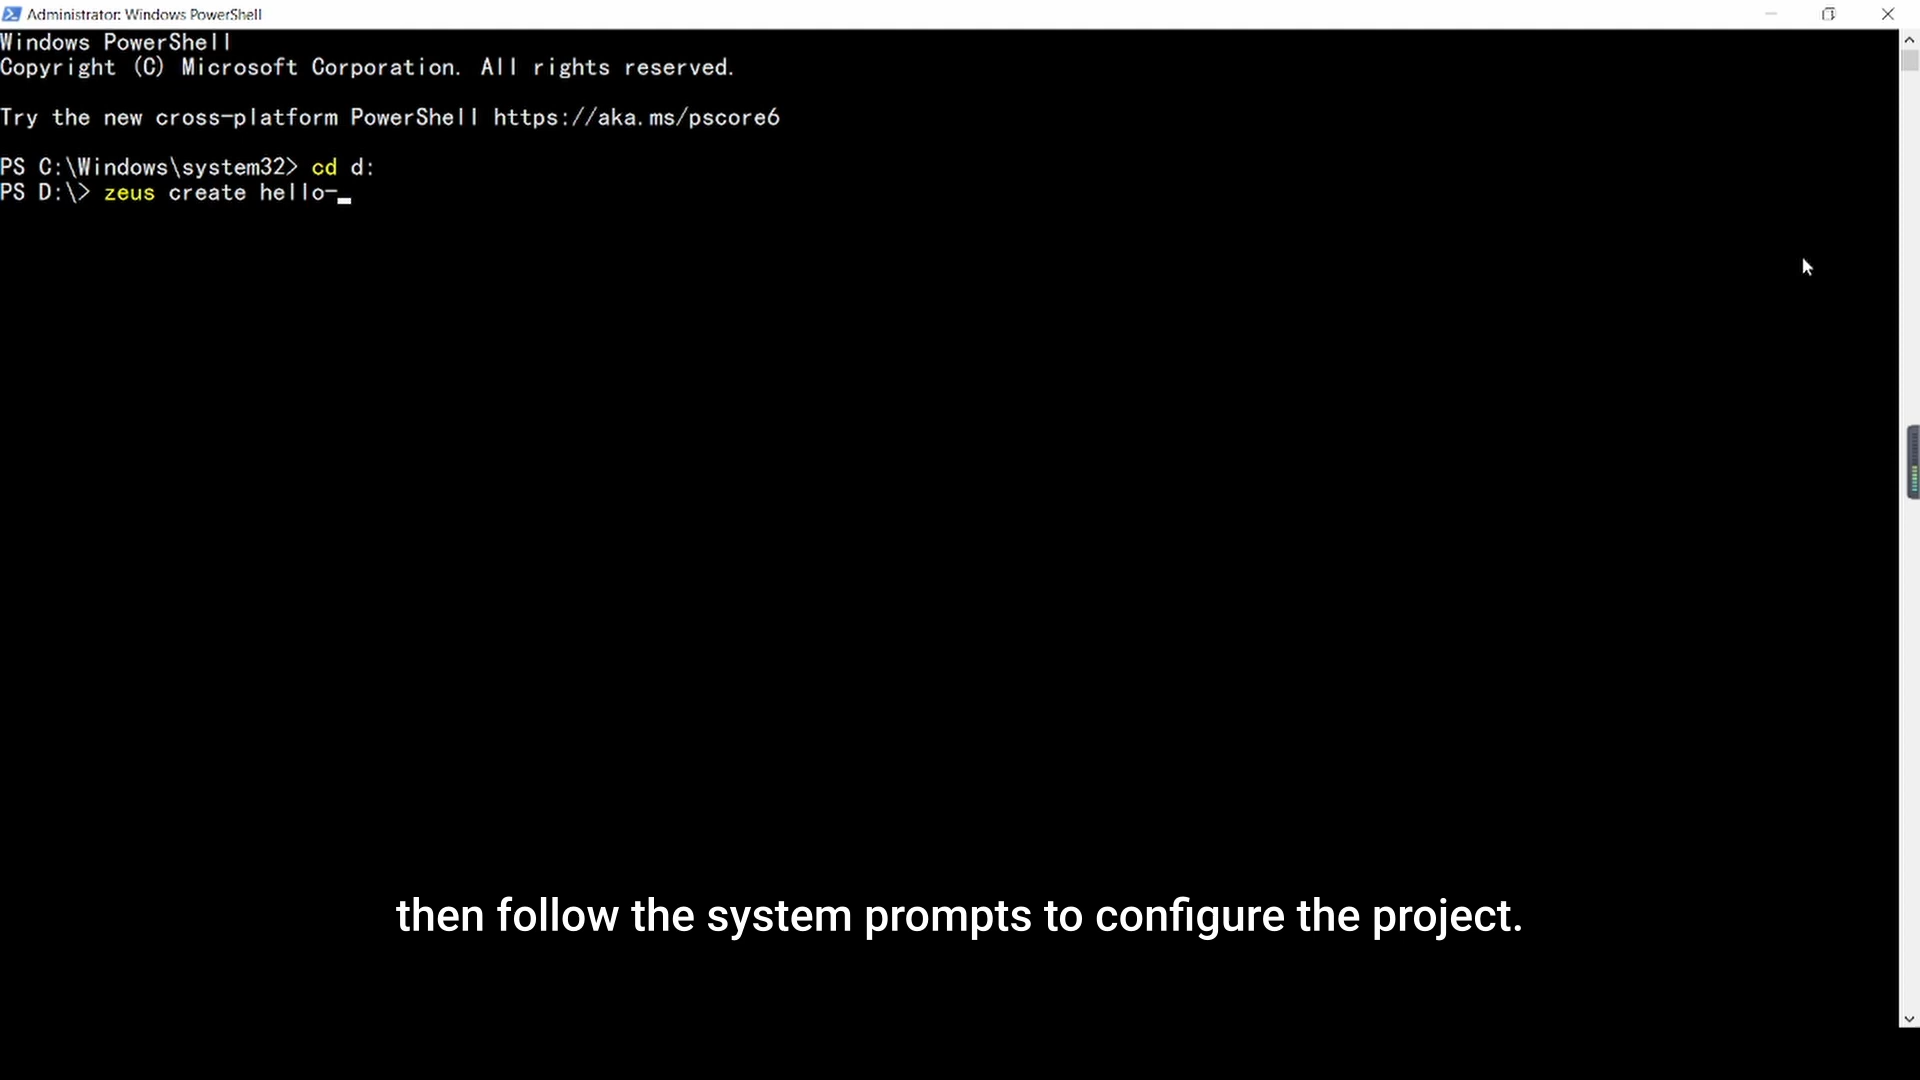 Administrator: Windows PowerShell
Windows PowerShell
Copyright (C) Microsoft Corporation. All rights reserved.
Try the new cross-platform PowerShell https://aka.ms/pscore6
PS C:\Windows\system32> cd d:
PS D:\> zeus create hello-
then follow the system prompts to configure the project.